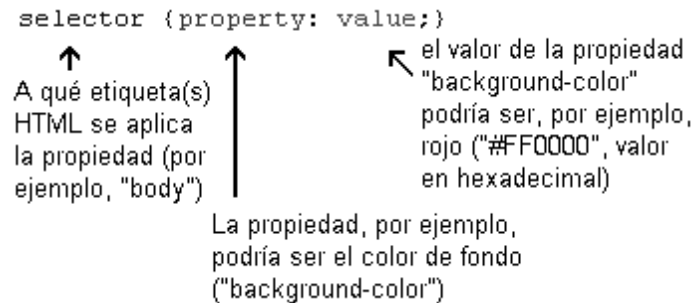 selector {property: value;}
A qué etiqueta(s)
HTML se aplica
la propiedad (por
ejemplo, "body")
el valor de la propiedad
"background-color"
podría ser, por ejemplo,
rojo ("#FF0000", valor
en hexadecimal)
La propiedad, por ejemplo,
podría ser el color de fondo
("background-color")